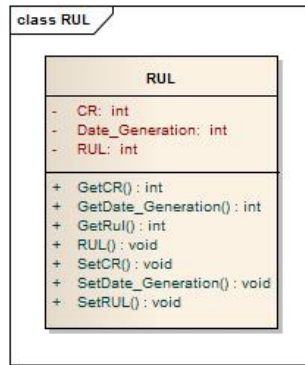 class RUL
RUL
- CR: int
- Date_Generation: int
- RUL: int
+ GetCR() : int
+ GetDate_Generation() : int
+ GetRul() : int
+ RUL() : void
+ SetCR() : void
+ SetDate_Generation() : void
+ SetRUL() : void